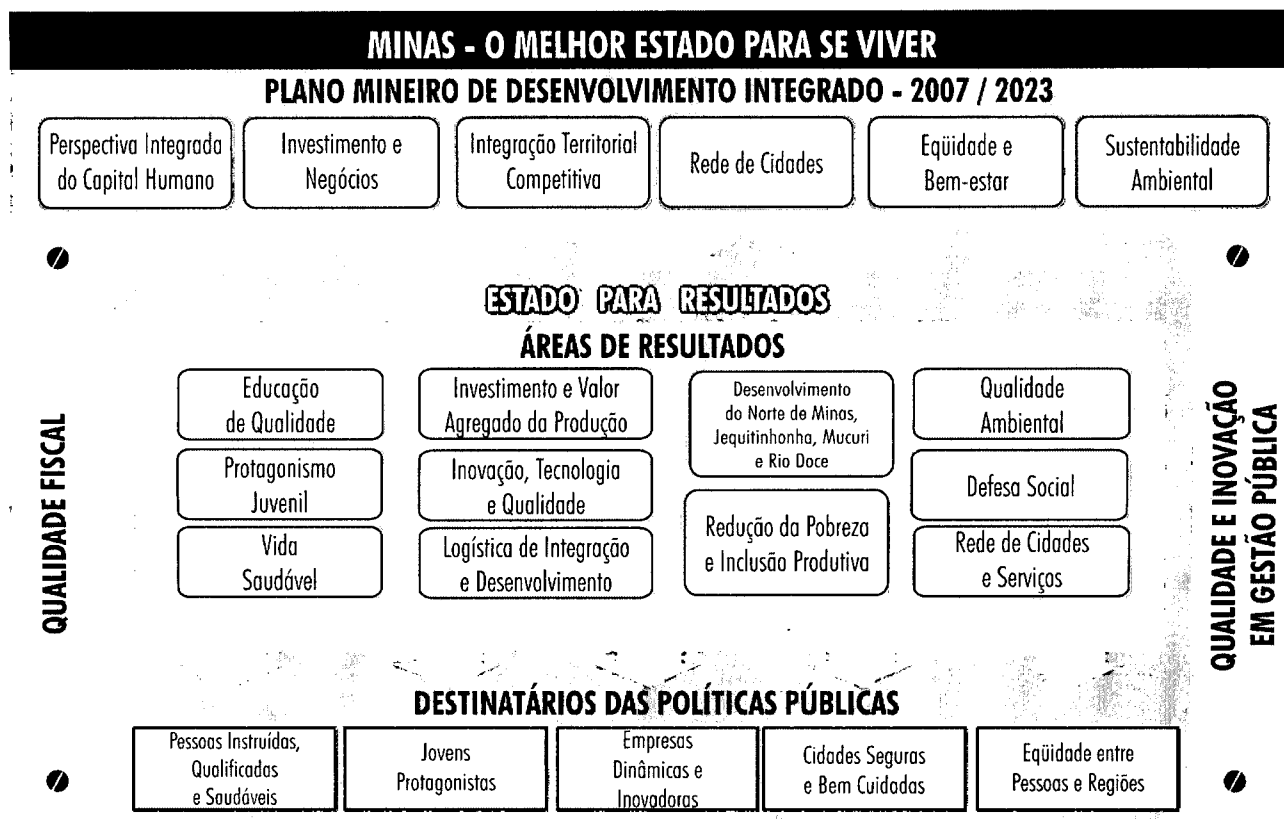 MINAS - O MELHOR ESTADO PARA SE VIVER
PLANO MINEIRO DE DESENVOLVIMENTO INTEGRADO - 2007 / 2023
Perspectiva Integrada
do Capital Humano
Investimento e
Negócios
Integração Territorial
Competitiva
Rede de Cidades
Eqüidade e
Bem-estar
Sustentabilidade
Ambiental
ESTADO PARA RESULTADOS
ÁREAS DE RESULTADOS
QUALIDADE FISCAL
Educação
de Qualidade
Protagonismo
Juvenil
Vida
Saudável
Investimento e Valor
Agregado da Produção
Inovação, Tecnologia
e Qualidade
Logística de Integração
e Desenvolvimento
Desenvolvimento
do Norte de Minas,
Jequitinhonha, Mucuri
e Rio Doce
Redução da Pobreza
e Inclusão Produtiva
Qualidade
Ambiental
Defesa Social
Rede de Cidades
e Serviços
QUALIDADE E INOVAÇÃO
EM GESTÃO PÚBLICA
DESTINATÁRIOS DAS POLÍTICAS PÚBLICAS
Pessoas Instruídas,
Qualificadas
e Saudáveis
Jovens
Protagonistas
Empresas
Dinâmicas e
Inovadoras
Cidades Seguras
e Bem Cuidadas
Eqüidade entre
Pessoas e Regiões